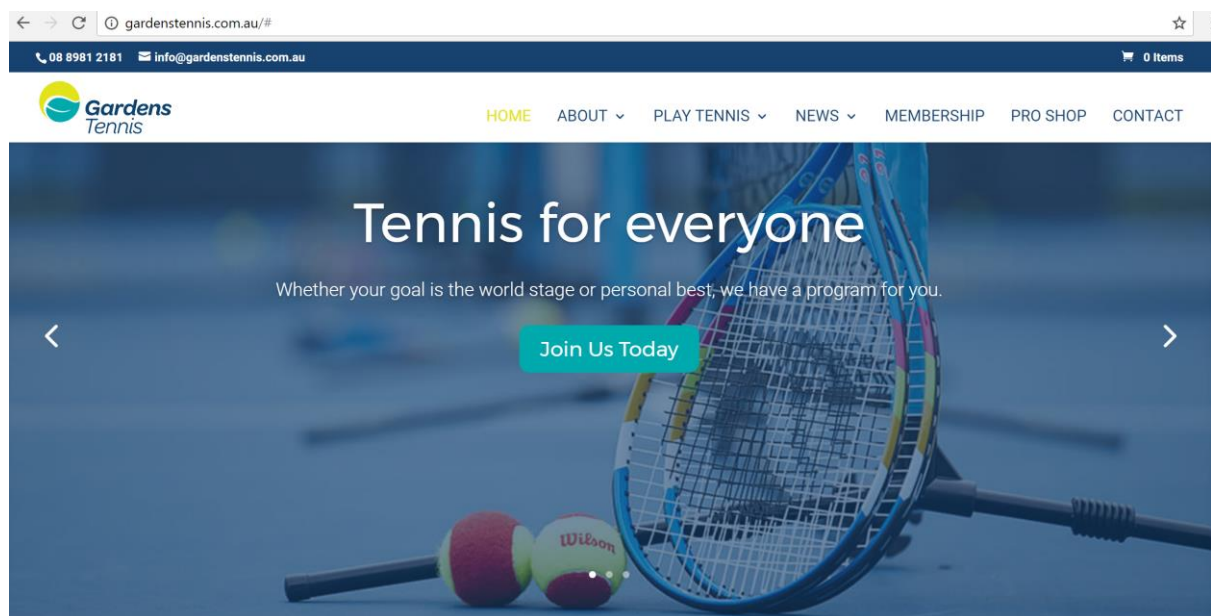 gardenstennis.com.au/#
08 8981 2181 info@gardenstennis.com.au 0 Items
Gardens
Tennis
HOME ABOUT PLAY TENNIS NEWS MEMBERSHIP PRO SHOP CONTACT
Tennis for everyone
Whether your goal is the world stage or personal best, we have a program for you.
Join Us Today
Wilson